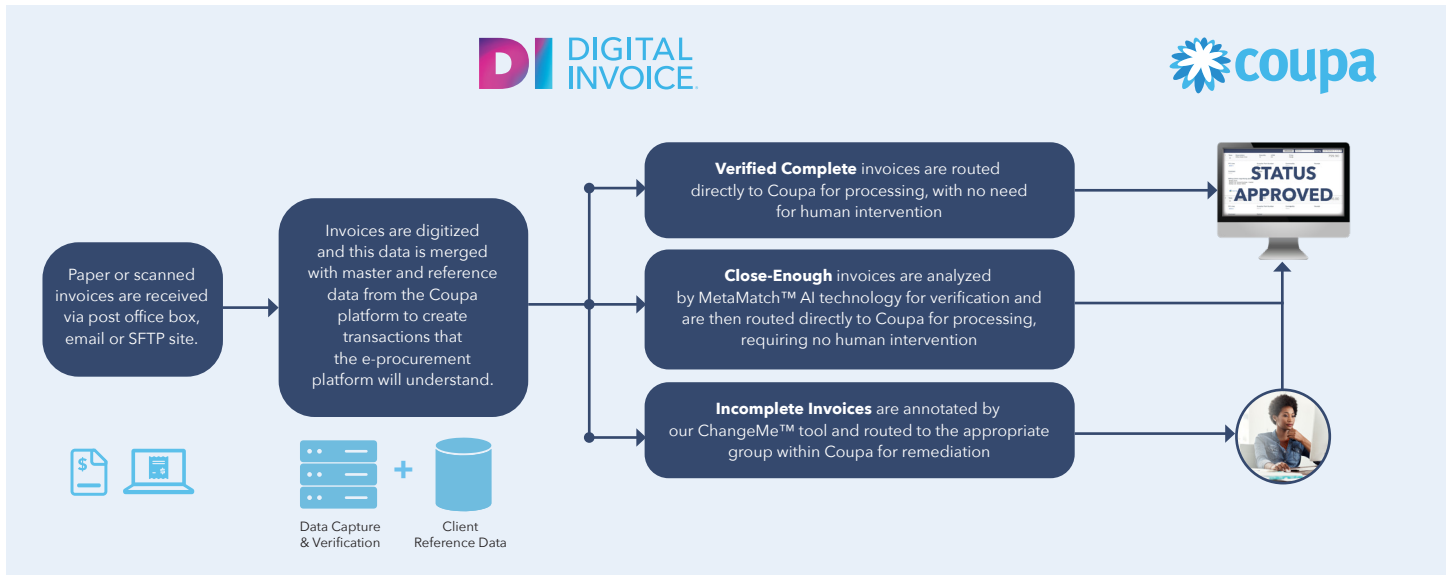 DI DIGITAL
INVOICE
coupa
Paper or scanned
invoices are received
via post office box,
email or SFTP site.
Invoices are digitized
and this data is merged
with master and reference
data from the Coupa
platform to create
transactions that
the e-procurement
platform will understand.
Verified Complete invoices are routed
directly to Coupa for processing, with no need
for human intervention
Close-Enough invoices are analyzed
by MetaMatch™ AI technology for verification and
are then routed directly to Coupa for processing,
requiring no human intervention
Incomplete Invoices are annotated by
our ChangeMe™ tool and routed to the appropriate
group within Coupa for remediation
STATUS
APPROVED
$
$
+
Data Capture
& Verification
Client
Reference Data